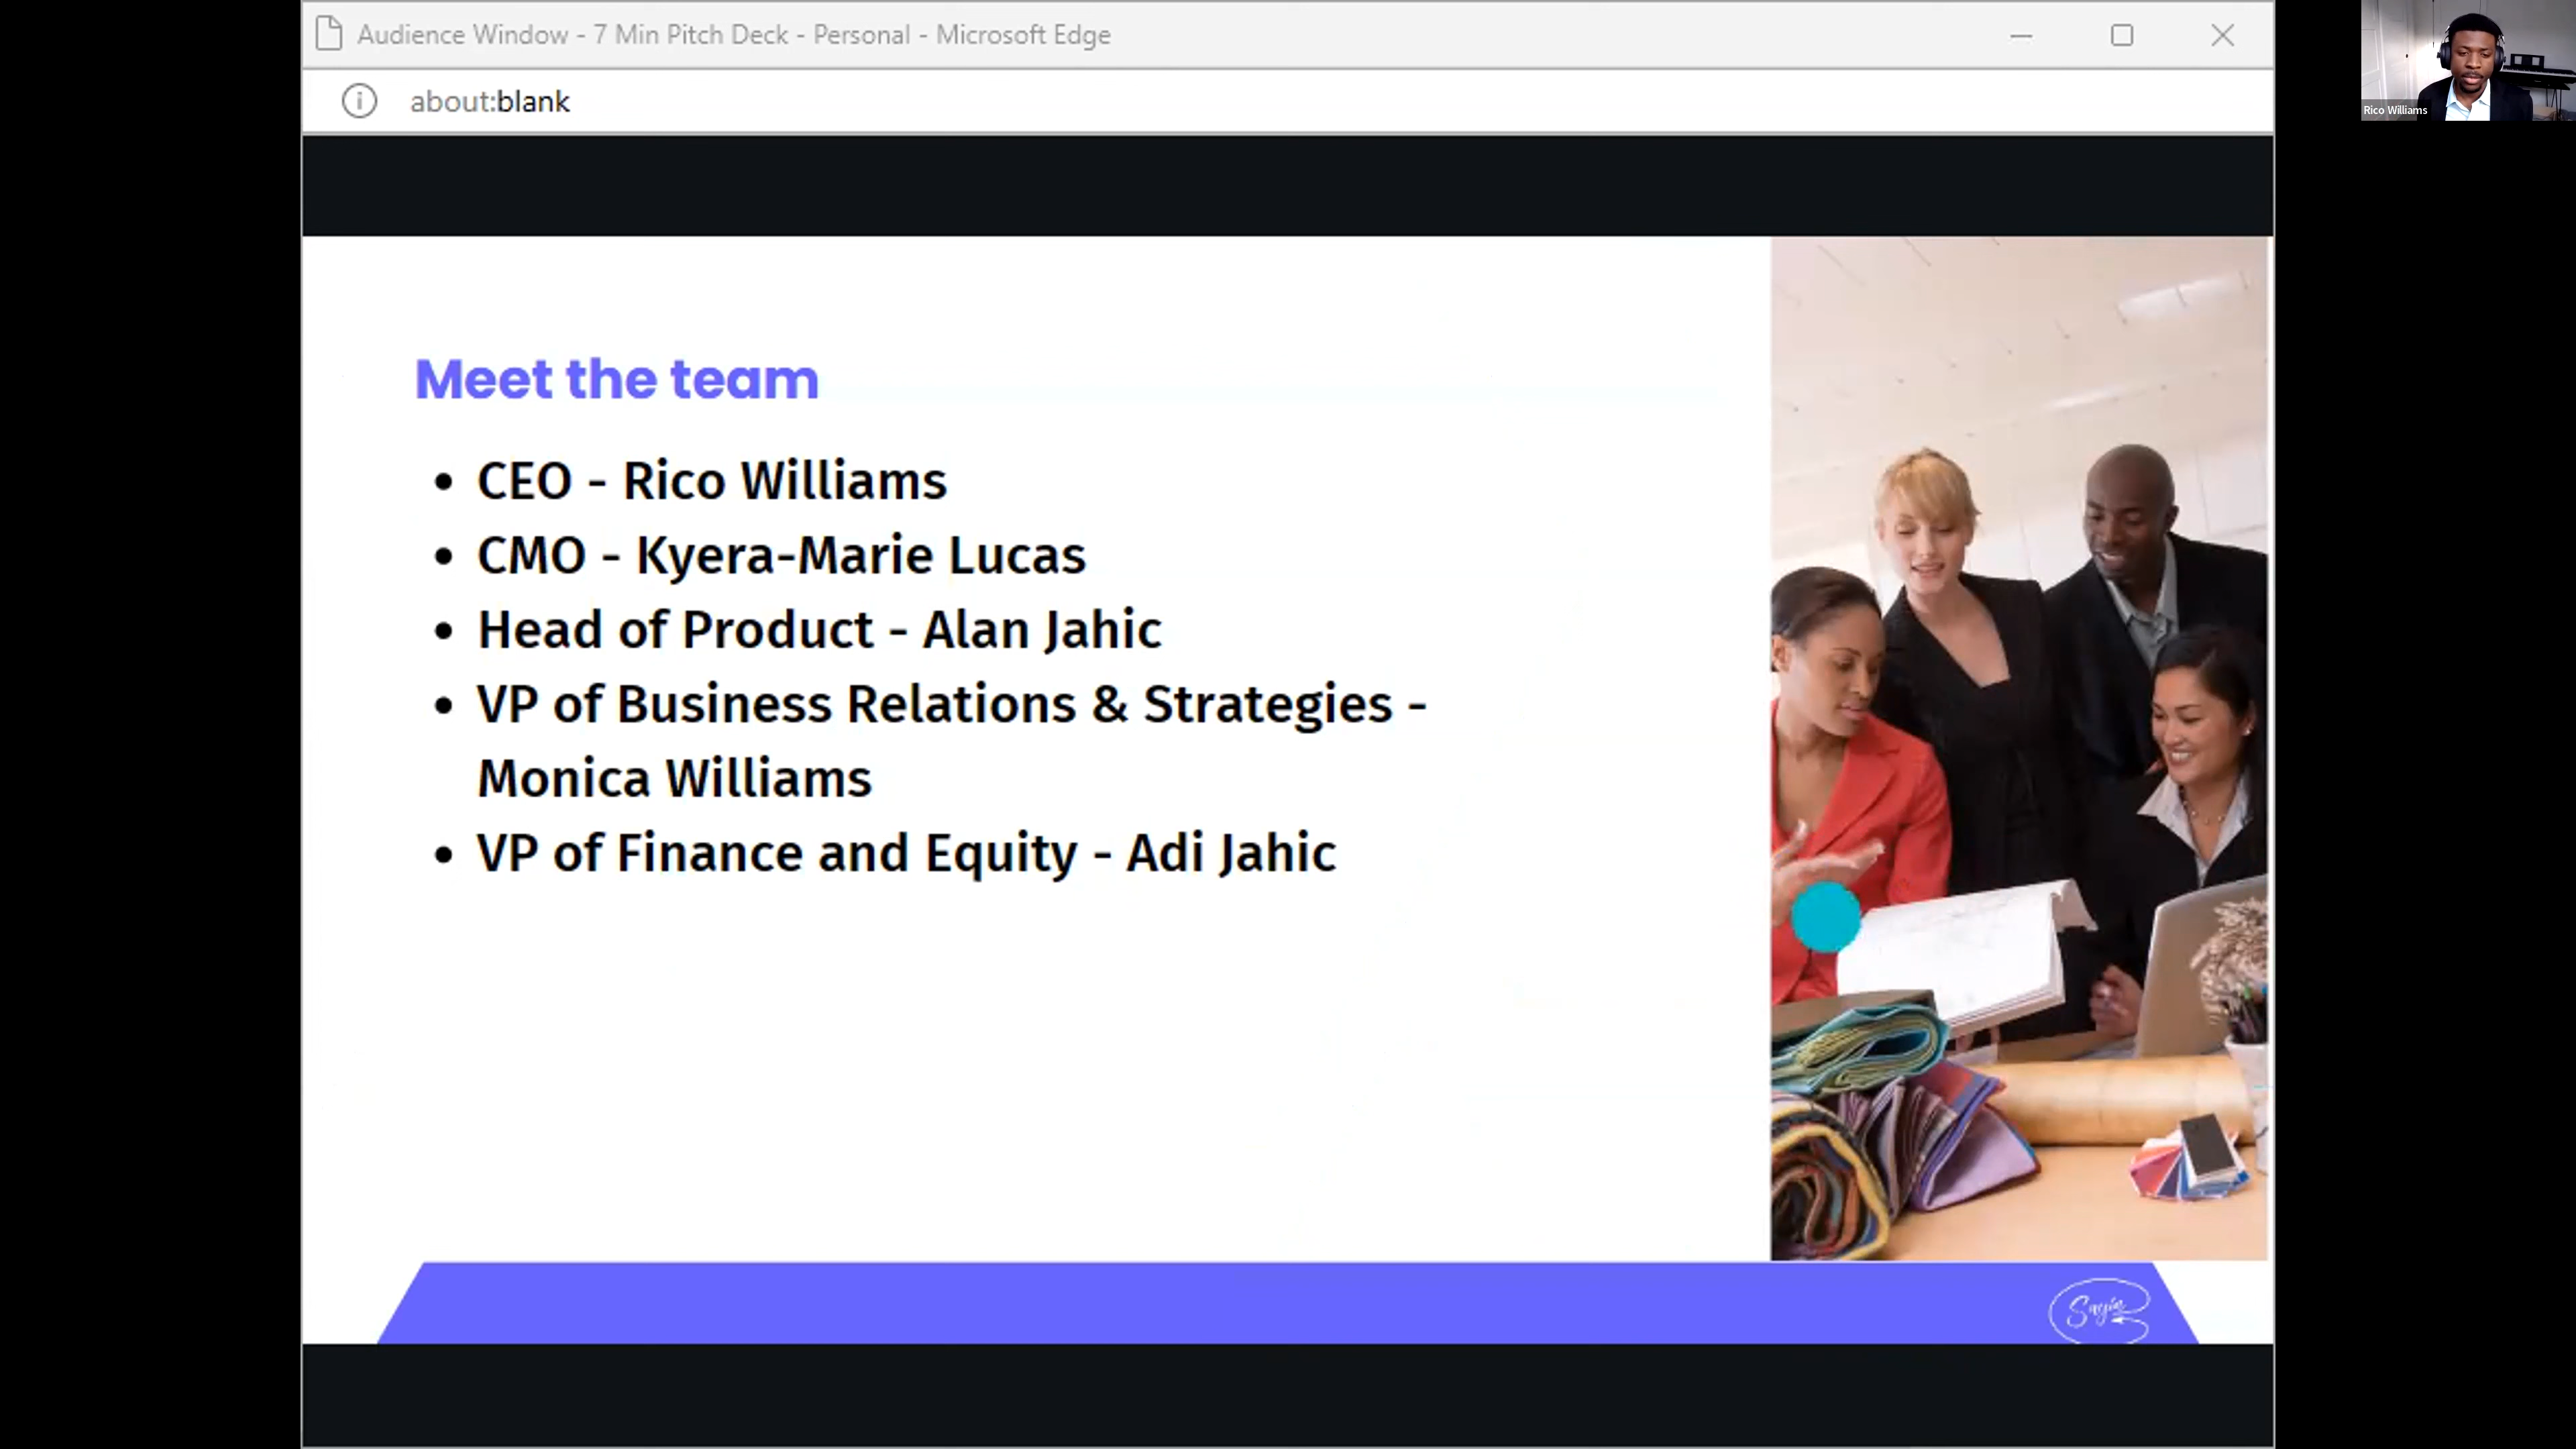 Audience Window - 7 Min Pitch Deck - Personal - Microsoft Edge
about:blank
Rico Williams
Meet the team
• CEO - Rico Williams
• CMO - Kyera-Marie Lucas
• Head of Product - Alan Jahic
• VP of Business Relations & Strategies -
Monica Williams
• VP of Finance and Equity - Adi Jahic